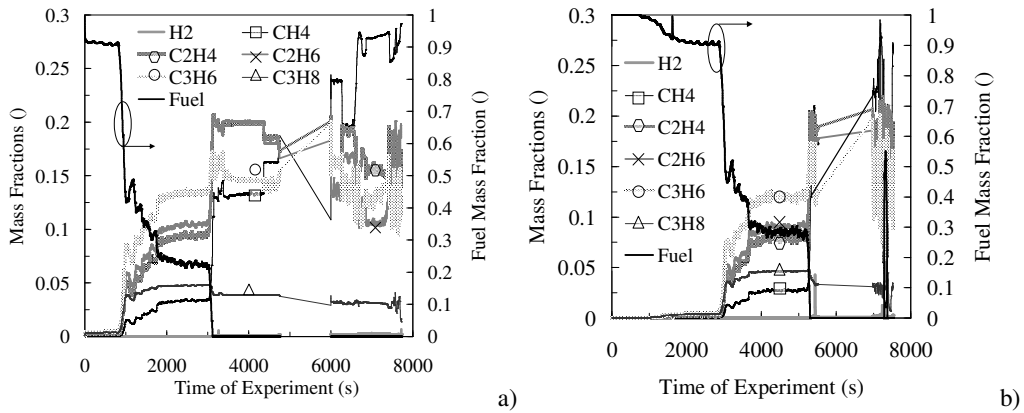 0.3
0.25
0.2
0.15
0.1
0.05
0
Mass Fractions ()
H2
CH4
C2H4
C2H6
C3H6
C3H8
Fuel
1
0.9
0.8
0.7
0.6
0.5
0.4
0.3
0.2
0.1
0
Fuel Mass Fraction ()
0 2000 4000 6000 8000
Time of Experiment (s)
a)
0.3
0.25
0.2
0.15
0.1
0.05
0
Mass Fractions ()
H2
CH4
C2H4
C2H6
C3H6
C3H8
Fuel
1
0.9
0.8
0.7
0.6
0.5
0.4
0.3
0.2
0.1
0
Fuel Mass Fraction ()
0 2000 4000 6000 8000
Time of Experiment (s)
b)